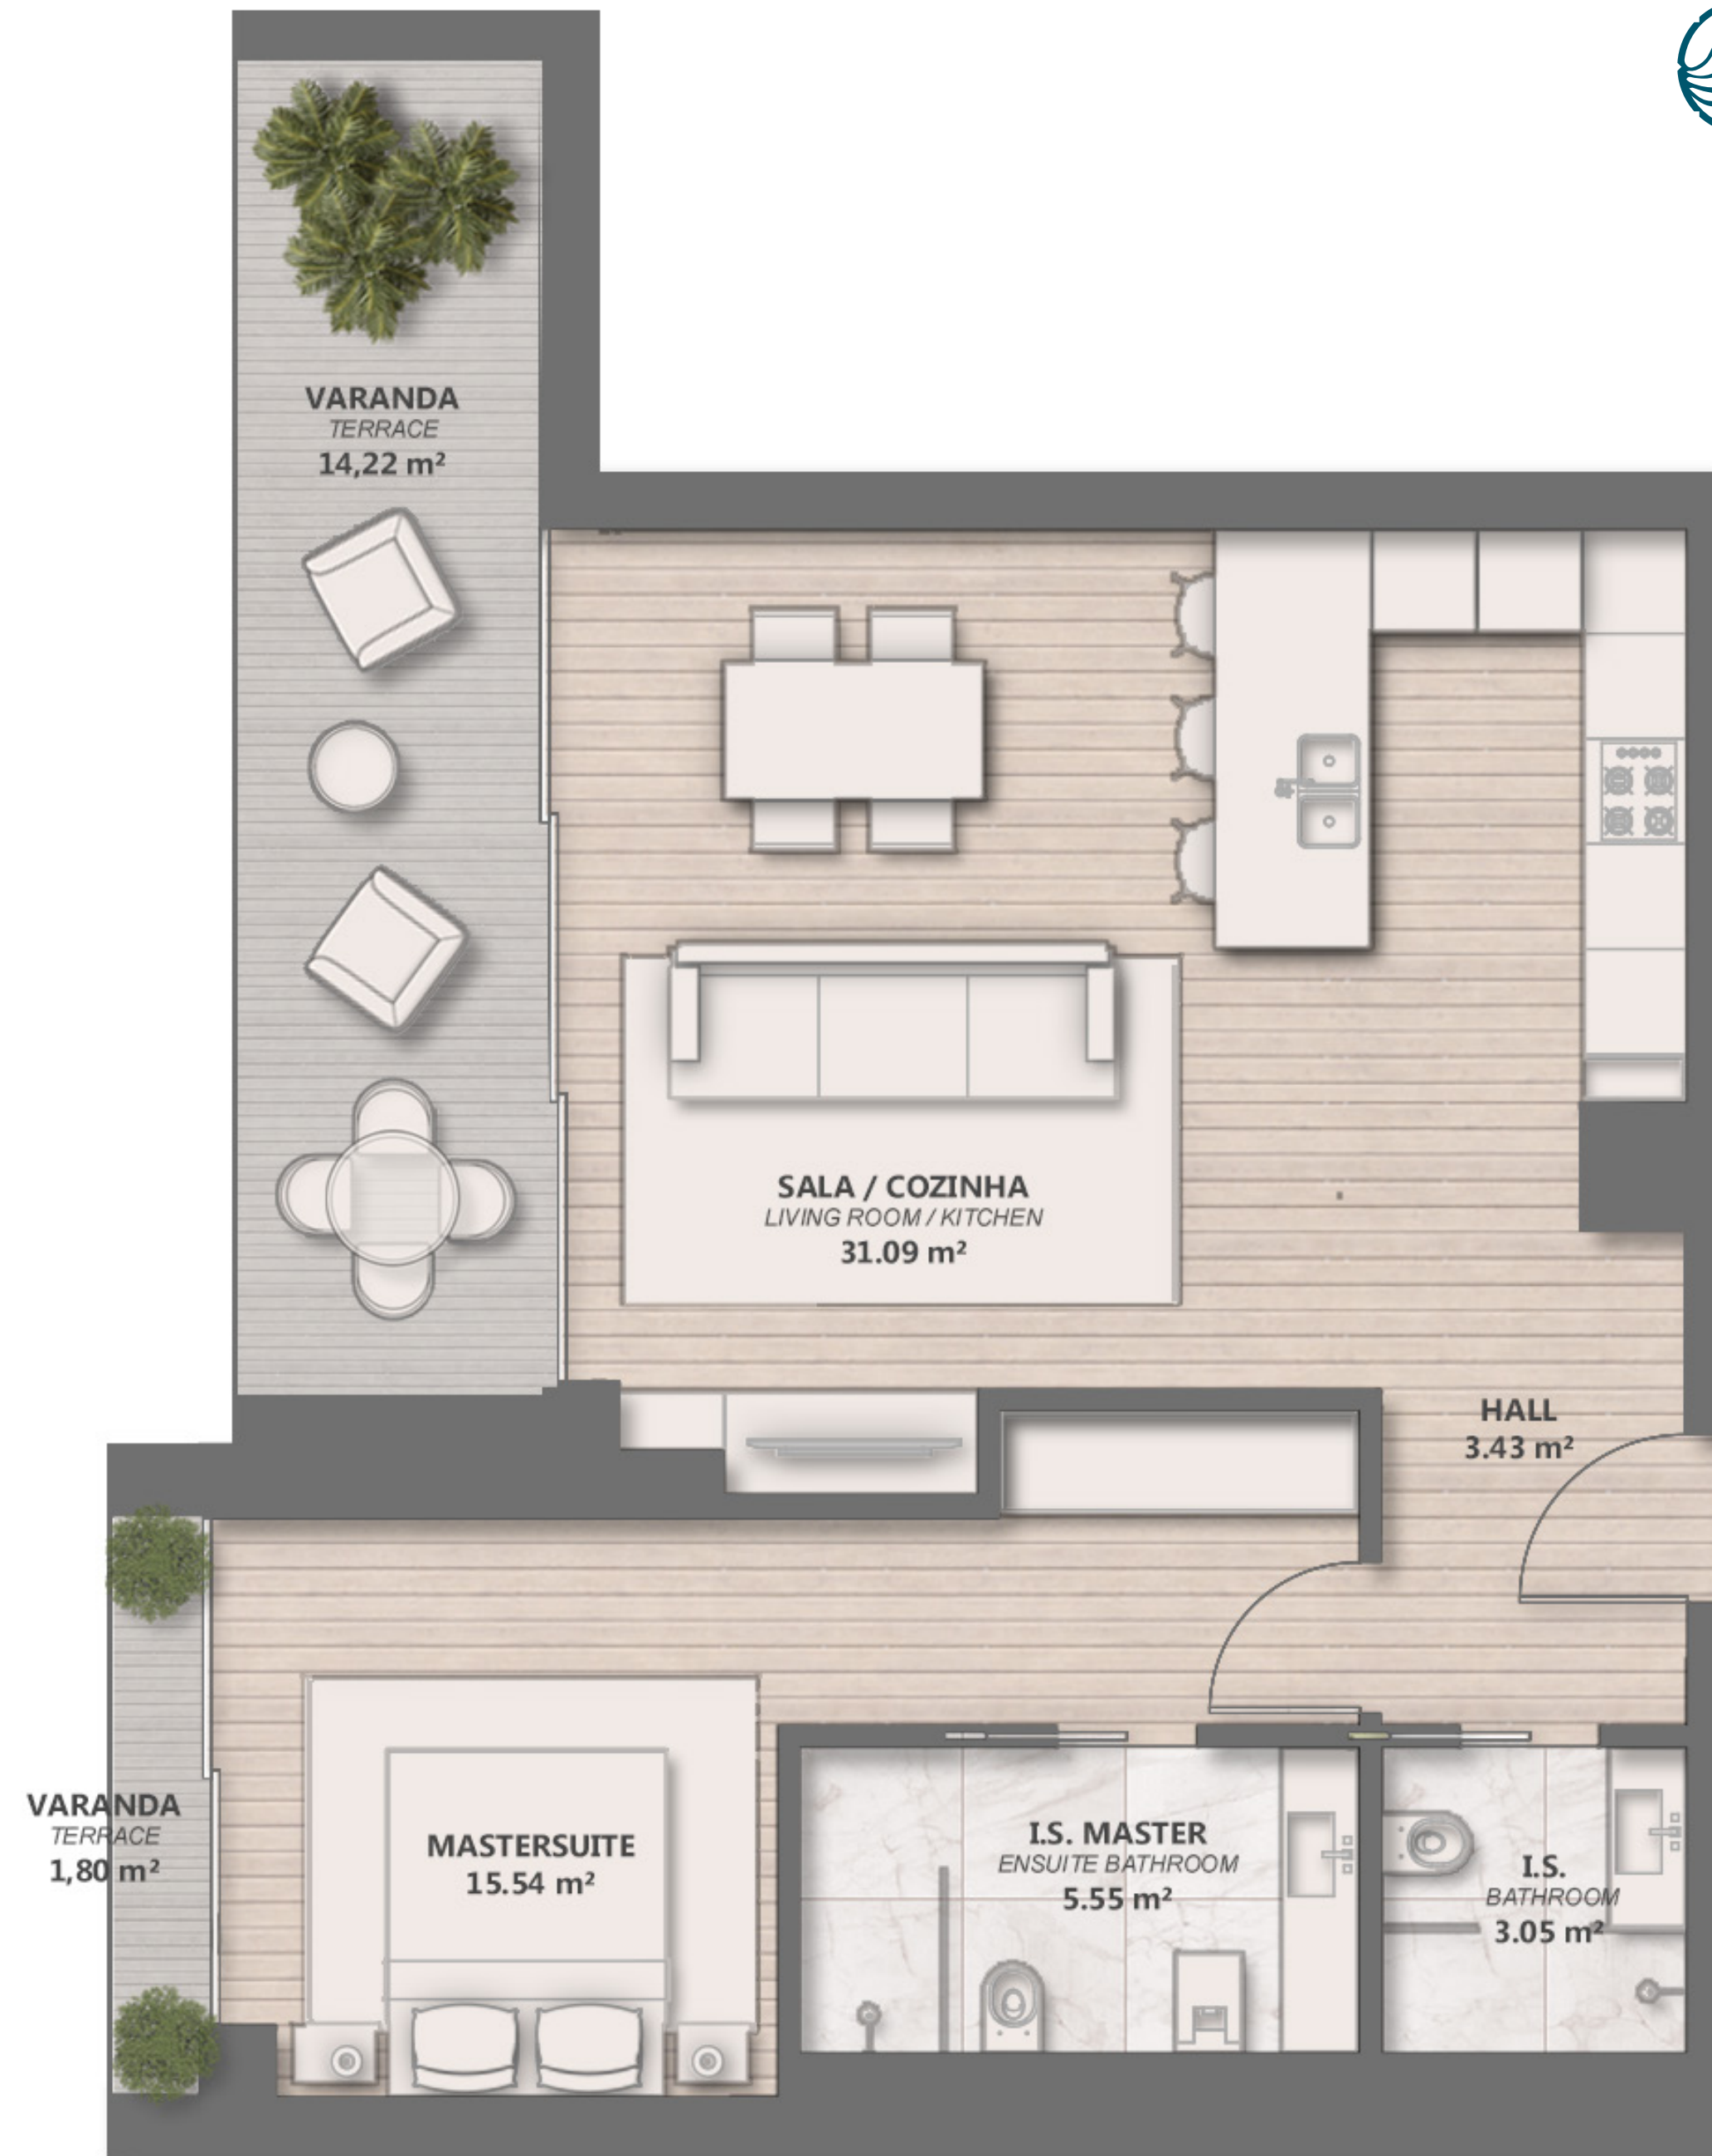 VARANDA
TERRACE
14,22 m²
SALA / COZINHA
LIVING ROOM / KITCHEN
31.09 m²
HALL
3.43 m²
VARANDA
TERRACE
1,80 m²
MASTERSUITE
15.54 m²
I.S. MASTER
ENSUITE BATHROOM
5.55 m²
I.S.
BATHROOM
3.05 m²